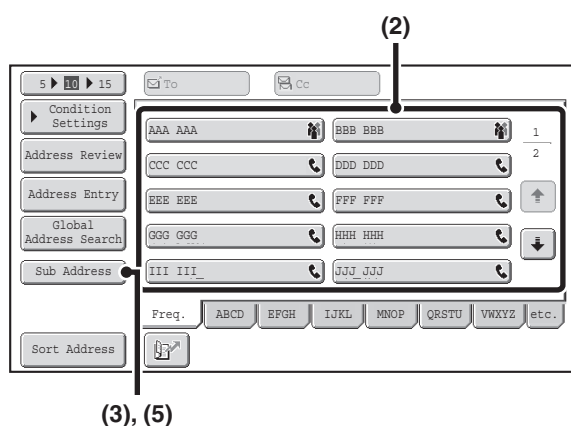 (2)
5 10 15
To
Cc
Condition
Settings
AAA AAA
BBB BBB
1
2
Address Review
CCC CCC
DDD DDD
Address Entry
EEE EEE
FFF FFF
Global
Address Search
GGG GGG
HHH HHH
Sub Address
III III
JJJ JJJ
Freq.
ABCD
EFGH
IJKL
MNOP
QRSTU
VWXYZ
etc.
Sort Address
(3), (5)